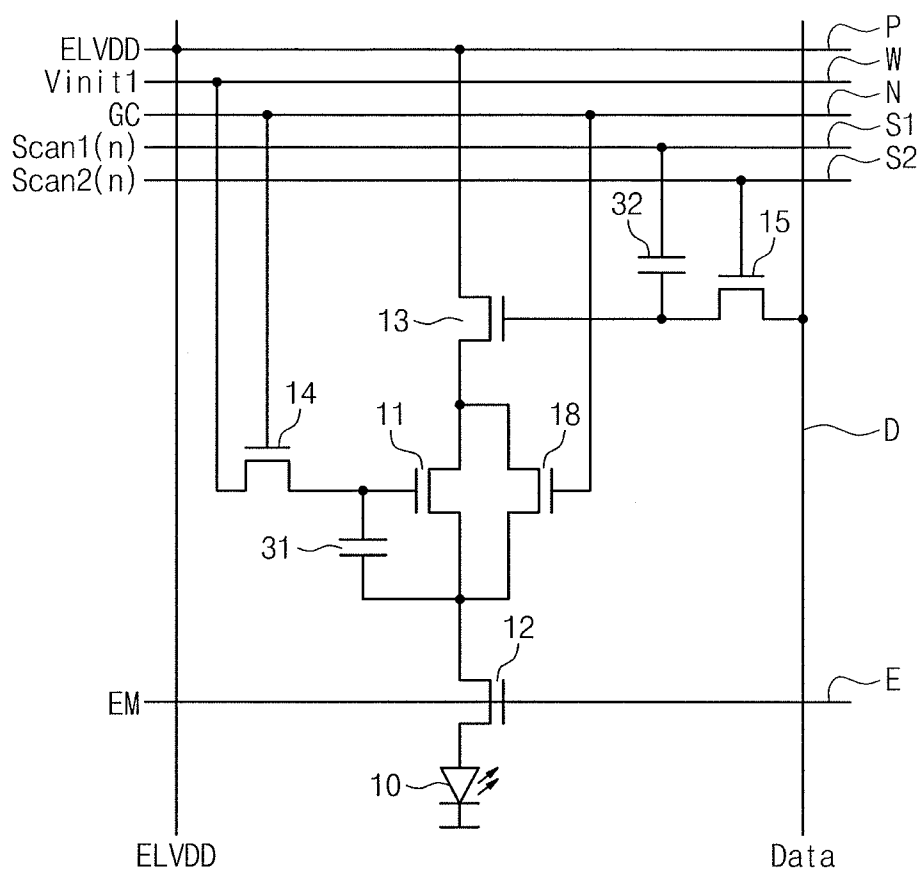 P
ELVDD
W
Vinit1
N
GC
S1
Scan1(n)
S2
Scan2(n)
32
15
13
14
11
18
D
31
12
E
EM
10
ELVDD
Data